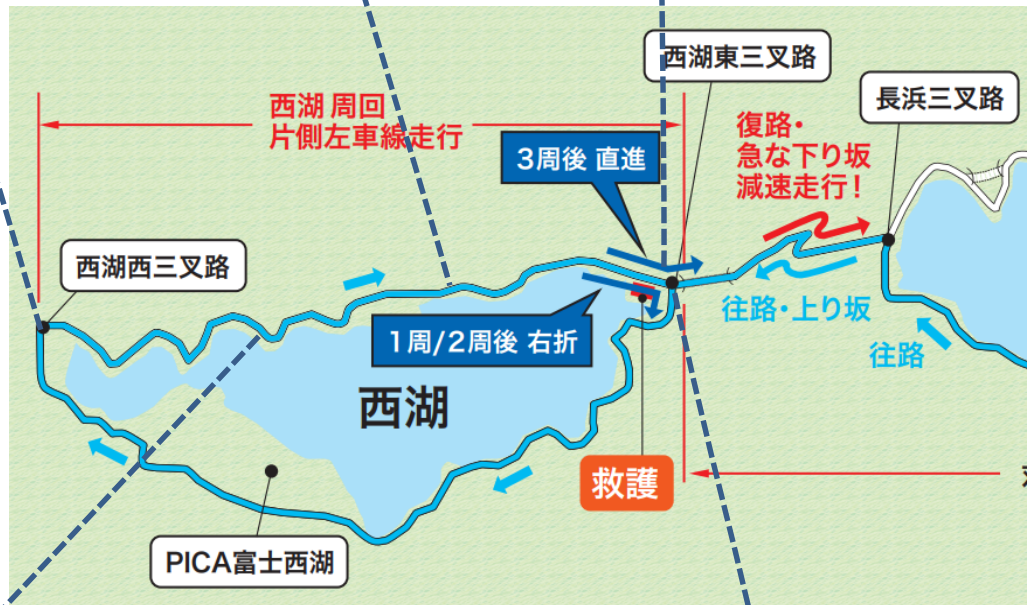 西湖東三叉路
長浜三叉路
西湖 周回
片側左車線走行
復路・
急な下り坂
減速走行！
3周後 直進
西湖西三叉路
往路・上り坂
1周/2周後 右折
往路
西湖
救護
PICA富士西湖